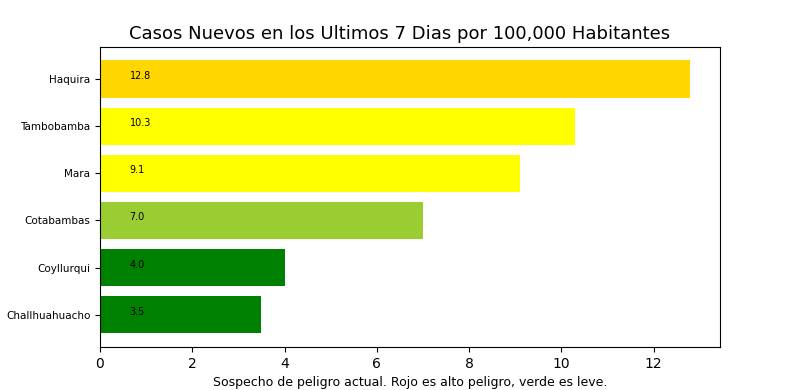 Casos Nuevos en los Ultimos 7 Dias por 100,000 Habitantes
Haquira 12.8
Tambobamba 10.3
Mara 9.1
Cotabambas 7.0
Coyllurqui 4.0
Challhuahuacho 3.5
0 2 4 6 8 10 12
Sospecho de peligro actual. Rojo es alto peligro, verde es leve.